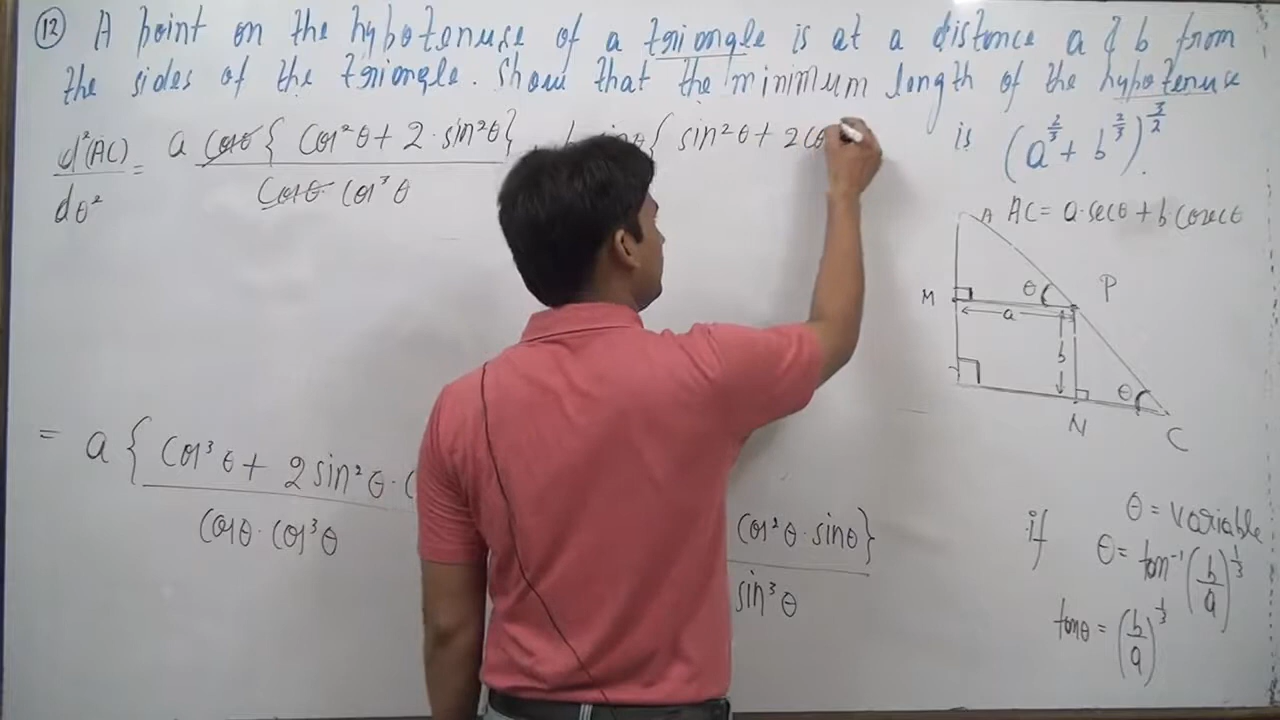 ⑫ A point on the hypotenuse of a triangle is at a distance a & b from
the sides of the triangle. Show that the minimum length of the hypotenuse
is (a^{2/3} + b^{2/3})^{3/2}.
d²(AC)/dθ² = a cosθ { cos²θ + 2·sin²θ } / cosθ·cos³θ { sin²θ + 2 co
= a { cos³θ + 2 sin²θ· / cosθ·cos³θ cos²θ·sinθ } / sin³θ
A AC = a·secθ + b·cosecθ
M θ P
a
b
θ
N C
θ = variable
if θ = tan⁻¹ (b/a)^{1/3}
tanθ = (b/a)^{1/3}